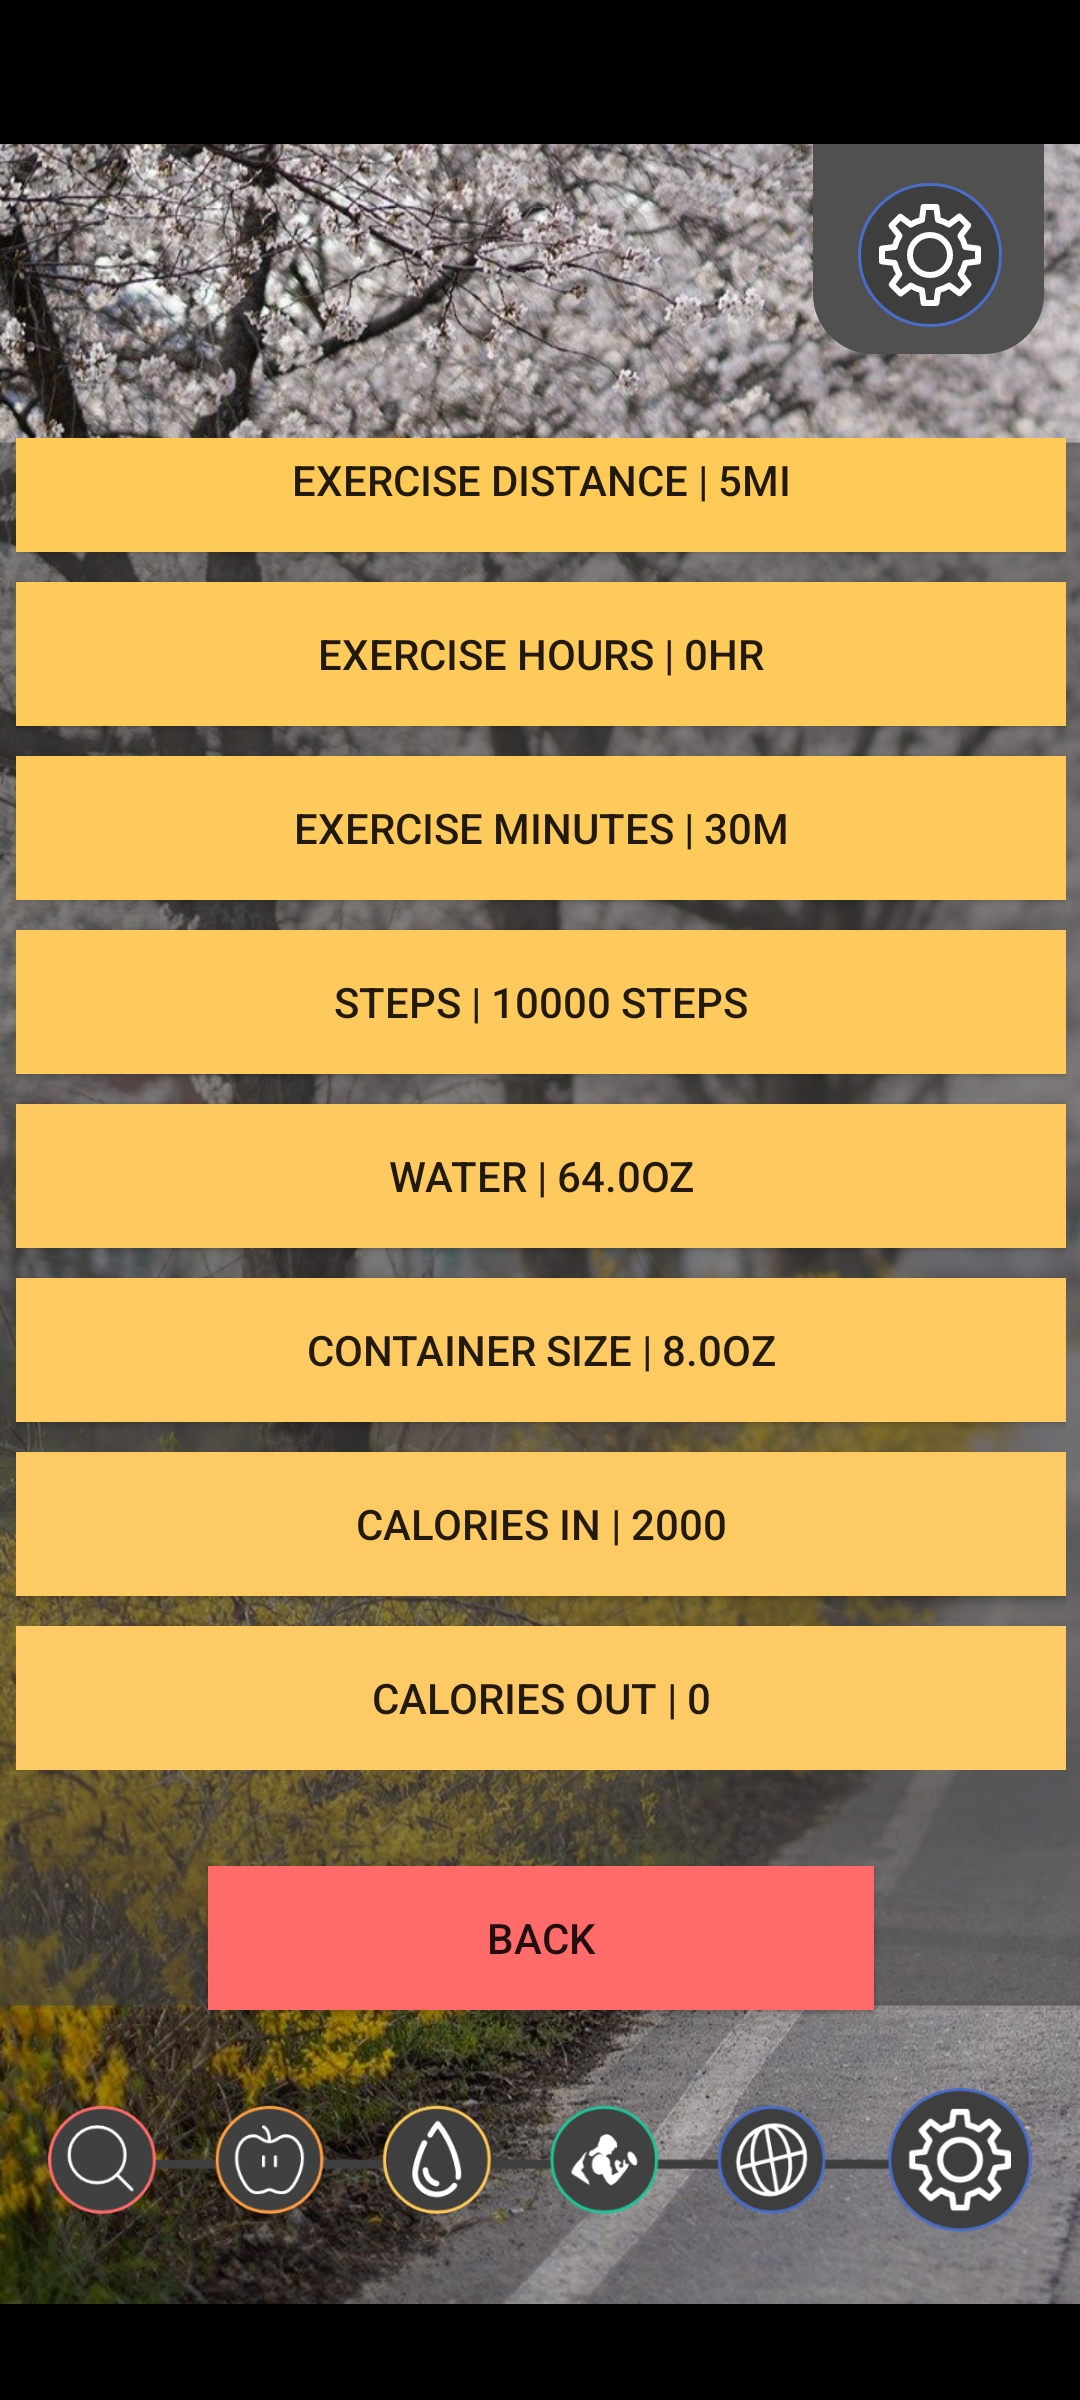 EXERCISE DISTANCE | 5MI
EXERCISE HOURS | 0HR
EXERCISE MINUTES | 30M
STEPS | 10000 STEPS
WATER | 64.0OZ
CONTAINER SIZE | 8.0OZ
CALORIES IN | 2000
CALORIES OUT | 0
BACK